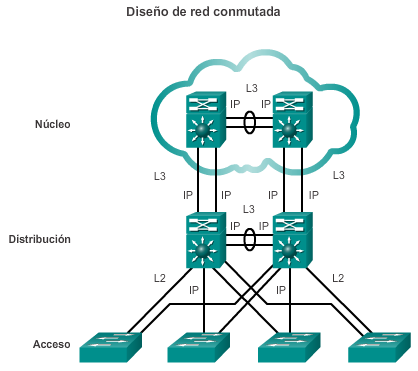 Diseño de red conmutada
L3
IP IP
Núcleo
L3 L3
IP IP IP IP
L3
IP IP
Distribución
L2 L2
IP IP
Acceso